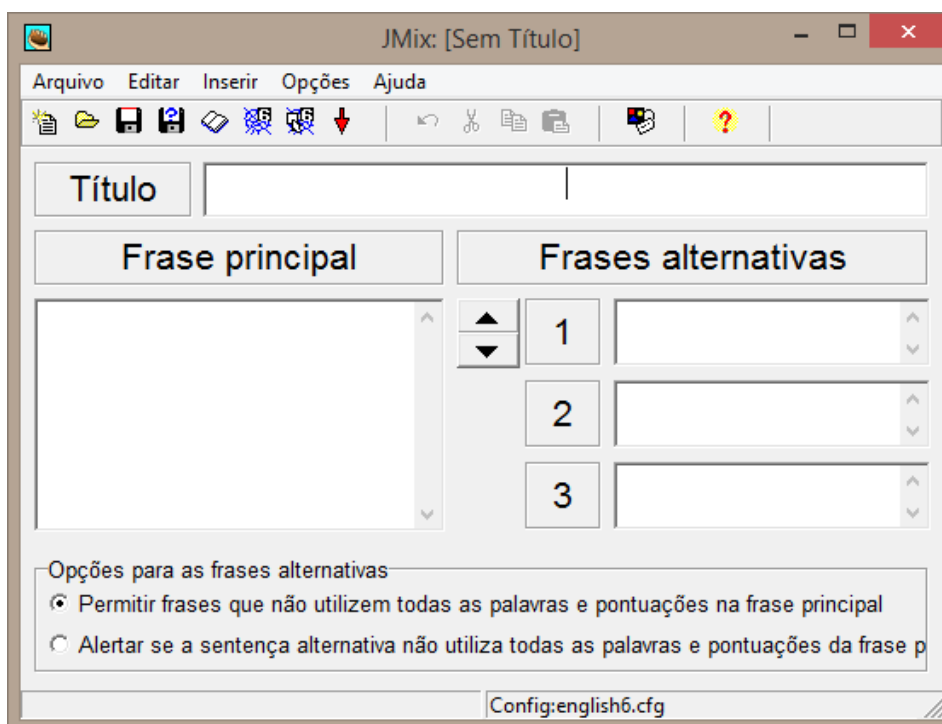 JMix: [Sem Título]
Arquivo Editar Inserir Opções Ajuda
Título
Frase principal
Frases alternativas
1
2
3
Opções para as frases alternativas
Permitir frases que não utilizem todas as palavras e pontuações na frase principal
Alertar se a sentença alternativa não utiliza todas as palavras e pontuações da frase p
Config:english6.cfg